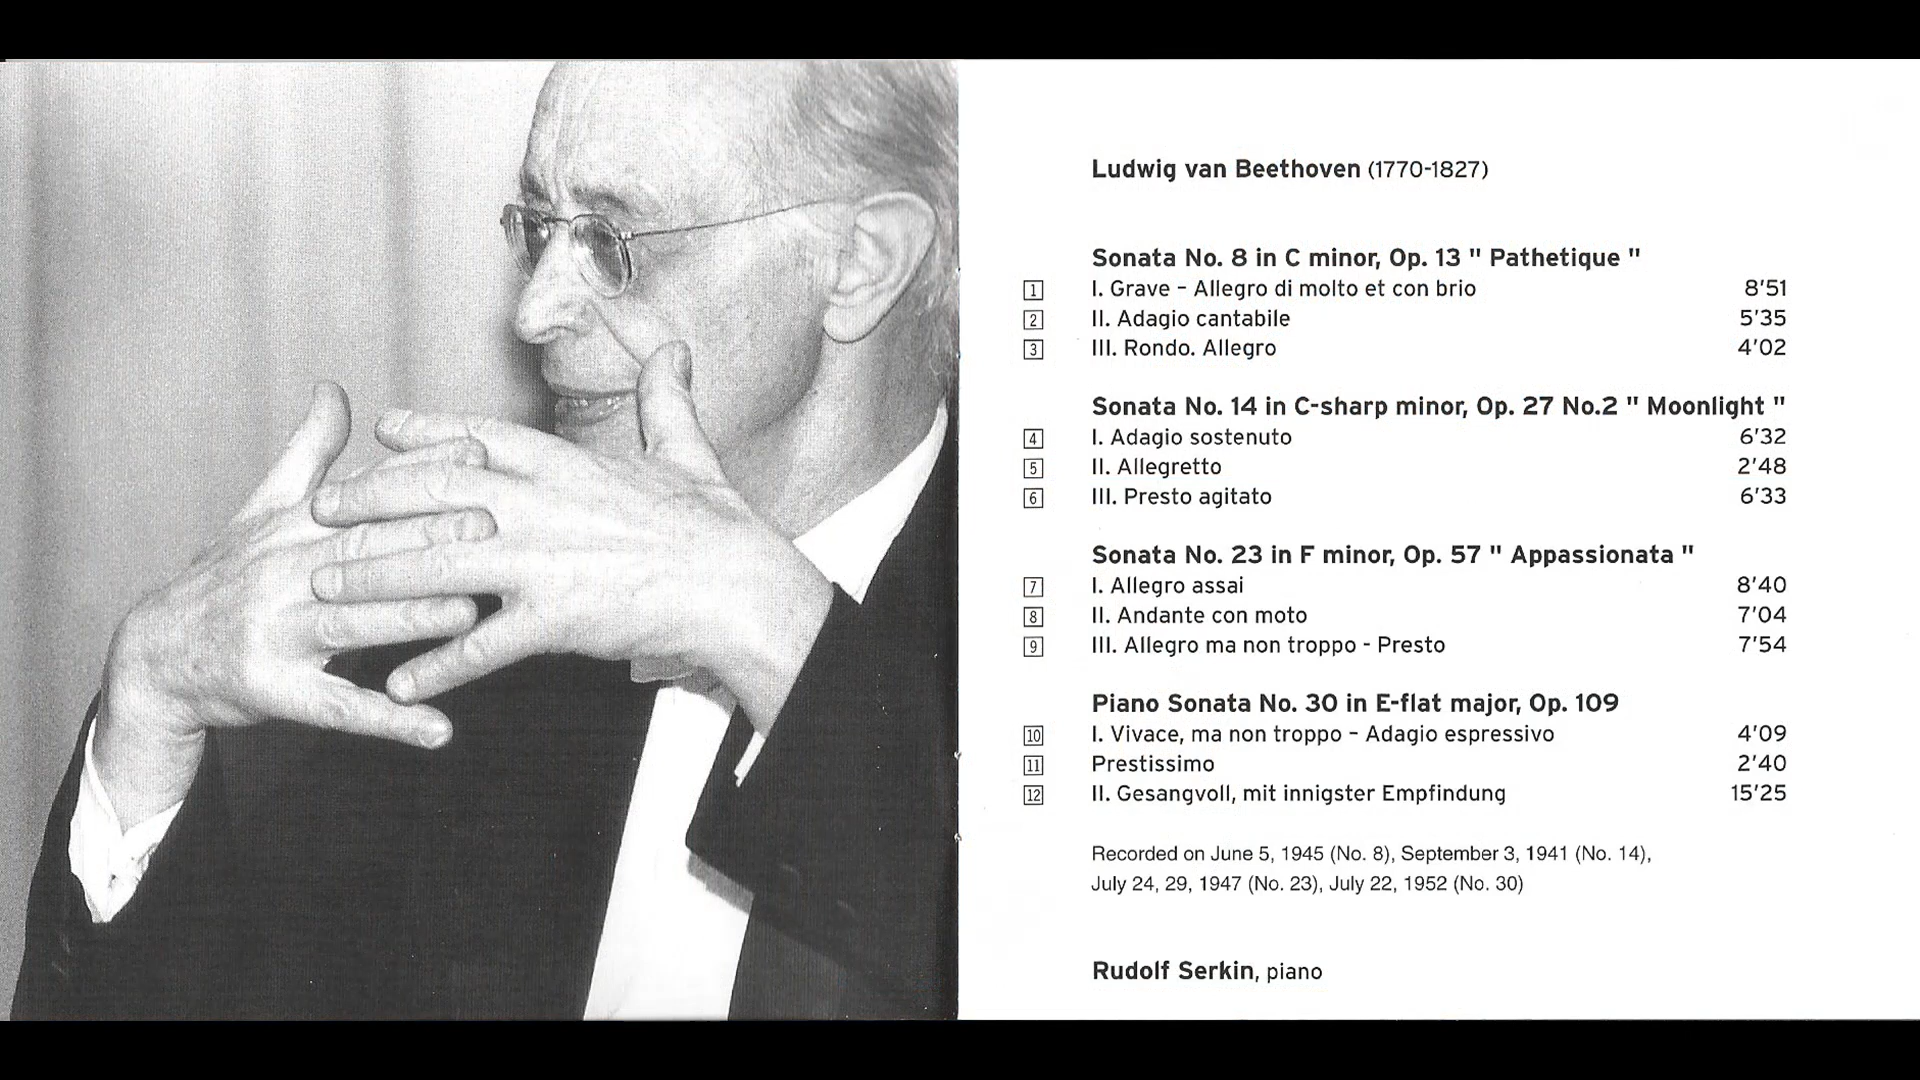 Ludwig van Beethoven (1770-1827)
Sonata No. 8 in C minor, Op. 13 " Pathetique "
1 I. Grave – Allegro di molto et con brio 8'51
2 II. Adagio cantabile 5'35
3 III. Rondo. Allegro 4'02
Sonata No. 14 in C-sharp minor, Op. 27 No.2 " Moonlight "
4 I. Adagio sostenuto 6'32
5 II. Allegretto 2'48
6 III. Presto agitato 6'33
Sonata No. 23 in F minor, Op. 57 " Appassionata "
7 I. Allegro assai 8'40
8 II. Andante con moto 7'04
9 III. Allegro ma non troppo - Presto 7'54
Piano Sonata No. 30 in E-flat major, Op. 109
10 I. Vivace, ma non troppo – Adagio espressivo 4'09
11 Prestissimo 2'40
12 II. Gesangvoll, mit innigster Empfindung 15'25
Recorded on June 5, 1945 (No. 8), September 3, 1941 (No. 14),
July 24, 29, 1947 (No. 23), July 22, 1952 (No. 30)
Rudolf Serkin, piano